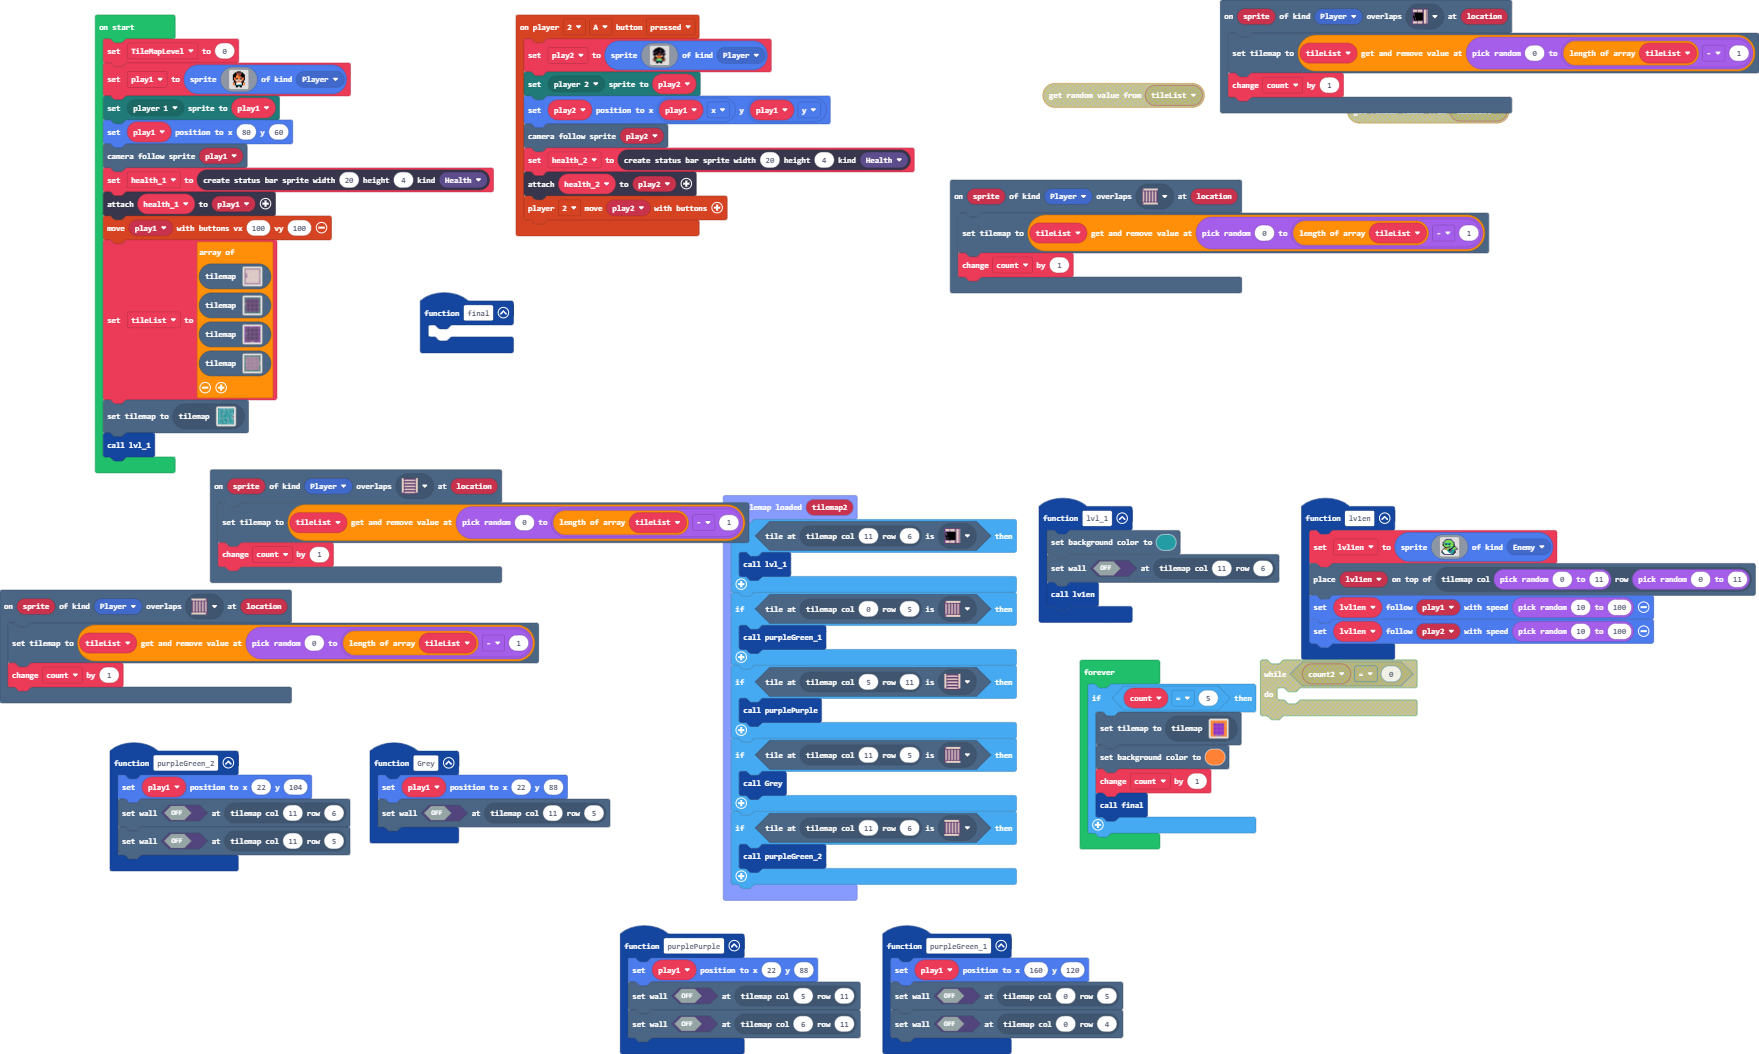 on start
set TileMapLevel to 0
set play1 to sprite of kind Player
set player 1 sprite to play1
set play1 position to x 80 y 60
camera follow sprite play1
set health_1 to create status bar sprite width 20 height 4 kind Health
attach health_1 to play1
move play1 with buttons vx 100 vy 100
set tileList to
array of
tilemap
tilemap
tilemap
tilemap
set tilemap to tilemap
call lvl_1
on player 2 A button pressed
set play2 to sprite of kind Player
set player 2 sprite to play2
set play2 position to x play1 x y play1 y
camera follow sprite play2
set health_2 to create status bar sprite width 20 height 4 kind Health
attach health_2 to play2
player 2 move play2 with buttons
function final
get random value from tileList
on sprite of kind Player overlaps at location
set tilemap to tileList get and remove value at pick random 0 to length of array tileList - 1
change count by 1
on sprite of kind Player overlaps at location
set tilemap to tileList get and remove value at pick random 0 to length of array tileList - 1
change count by 1
on sprite of kind Player overlaps at location
set tilemap to tileList get and remove value at pick random 0 to length of array tileList - 1
change count by 1
on sprite of kind Player overlaps at location
set tilemap to tileList get and remove value at pick random 0 to length of array tileList - 1
change count by 1
lemap loaded tilemap2
tile at tilemap col 11 row 6 is then
call lvl_1
if tile at tilemap col 0 row 5 is then
call purpleGreen_1
if tile at tilemap col 5 row 11 is then
call purplePurple
if tile at tilemap col 11 row 5 is then
call Grey
if tile at tilemap col 11 row 6 is then
call purpleGreen_2
function lvl_1
set background color to
set wall OFF at tilemap col 11 row 6
call lv1en
function lv1en
set lvl1en to sprite of kind Enemy
place lvl1en on top of tilemap col pick random 0 to 11 row pick random 0 to 11
set lvl1en follow play1 with speed pick random 10 to 100
set lvl1en follow play2 with speed pick random 10 to 100
forever
if count = 5 then
set tilemap to tilemap
set background color to
change count by 1
call final
while count2 = 0
do
function purpleGreen_2
set play1 position to x 22 y 104
set wall OFF at tilemap col 11 row 6
set wall OFF at tilemap col 11 row 5
function Grey
set play1 position to x 22 y 88
set wall OFF at tilemap col 11 row 5
function purplePurple
set play1 position to x 22 y 88
set wall OFF at tilemap col 5 row 11
set wall OFF at tilemap col 6 row 11
function purpleGreen_1
set play1 position to x 160 y 120
set wall OFF at tilemap col 0 row 5
set wall OFF at tilemap col 0 row 4